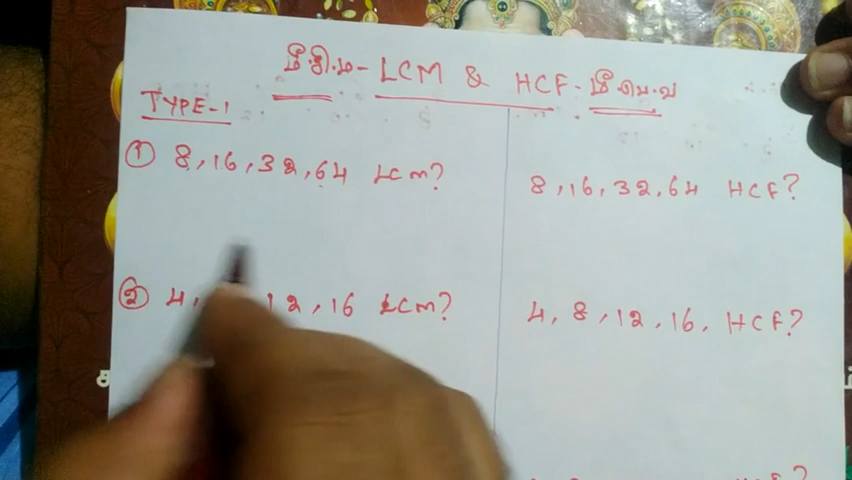 மீ.சி.ம - LCM & HCF - மீ.பெ.வ
TYPE-1
① 8, 16, 32, 64 LCM?
8, 16, 32, 64 HCF?
② 4, 12, 16 LCM?
4, 8, 12, 16. HCF?